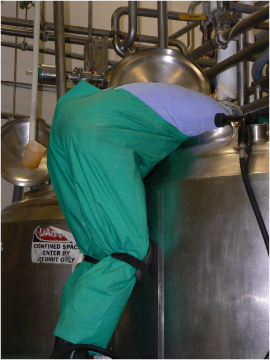 CONFINED SPACE
ENTER BY
PERMIT ONLY